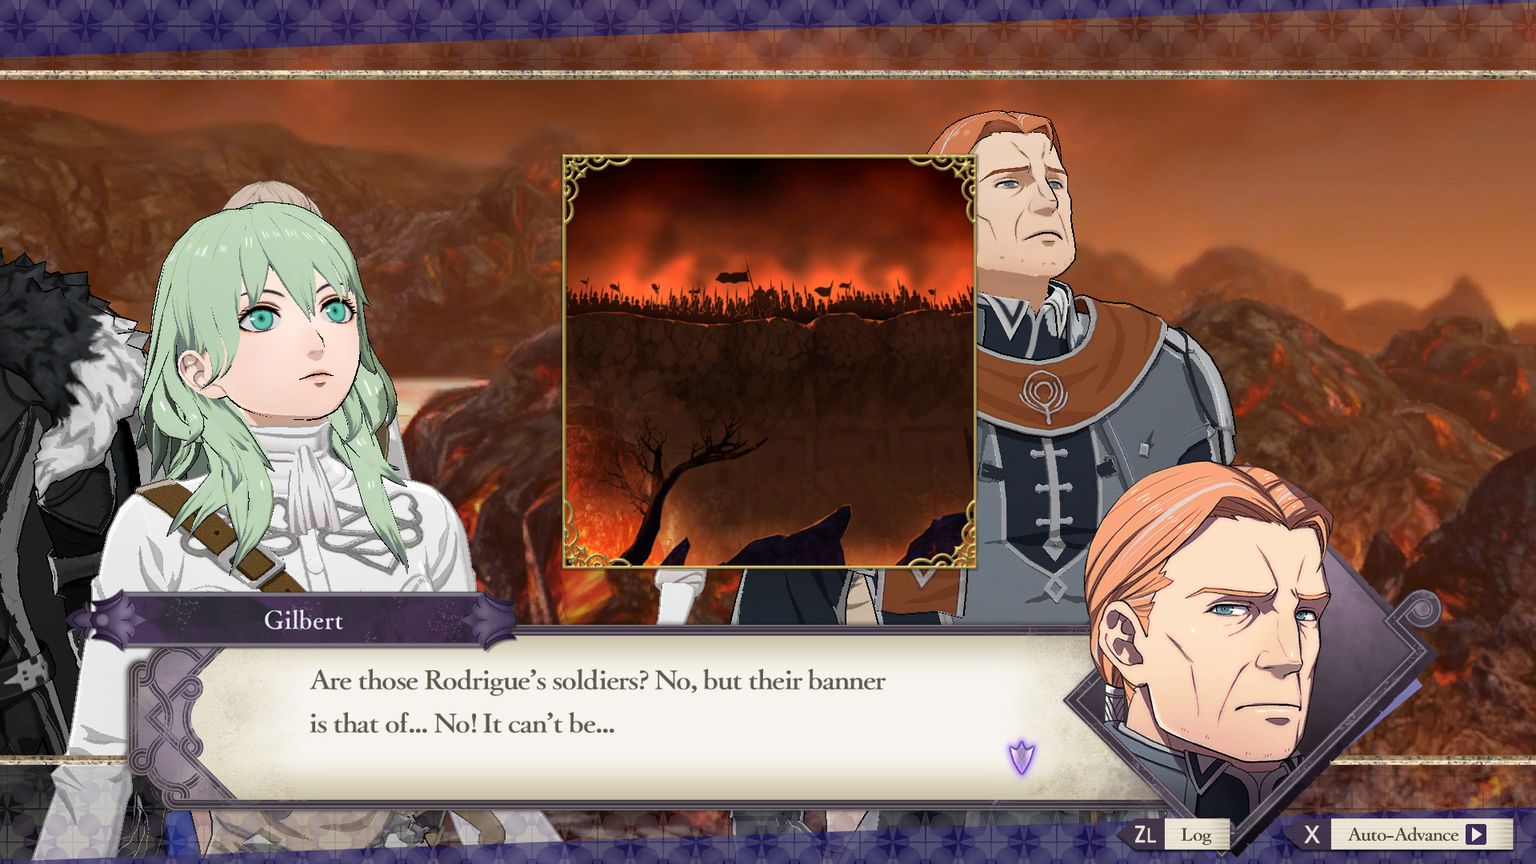 Gilbert
Are those Rodrigue's soldiers? No, but their banner
is that of... No! It can't be...
ZL Log X Auto-Advance